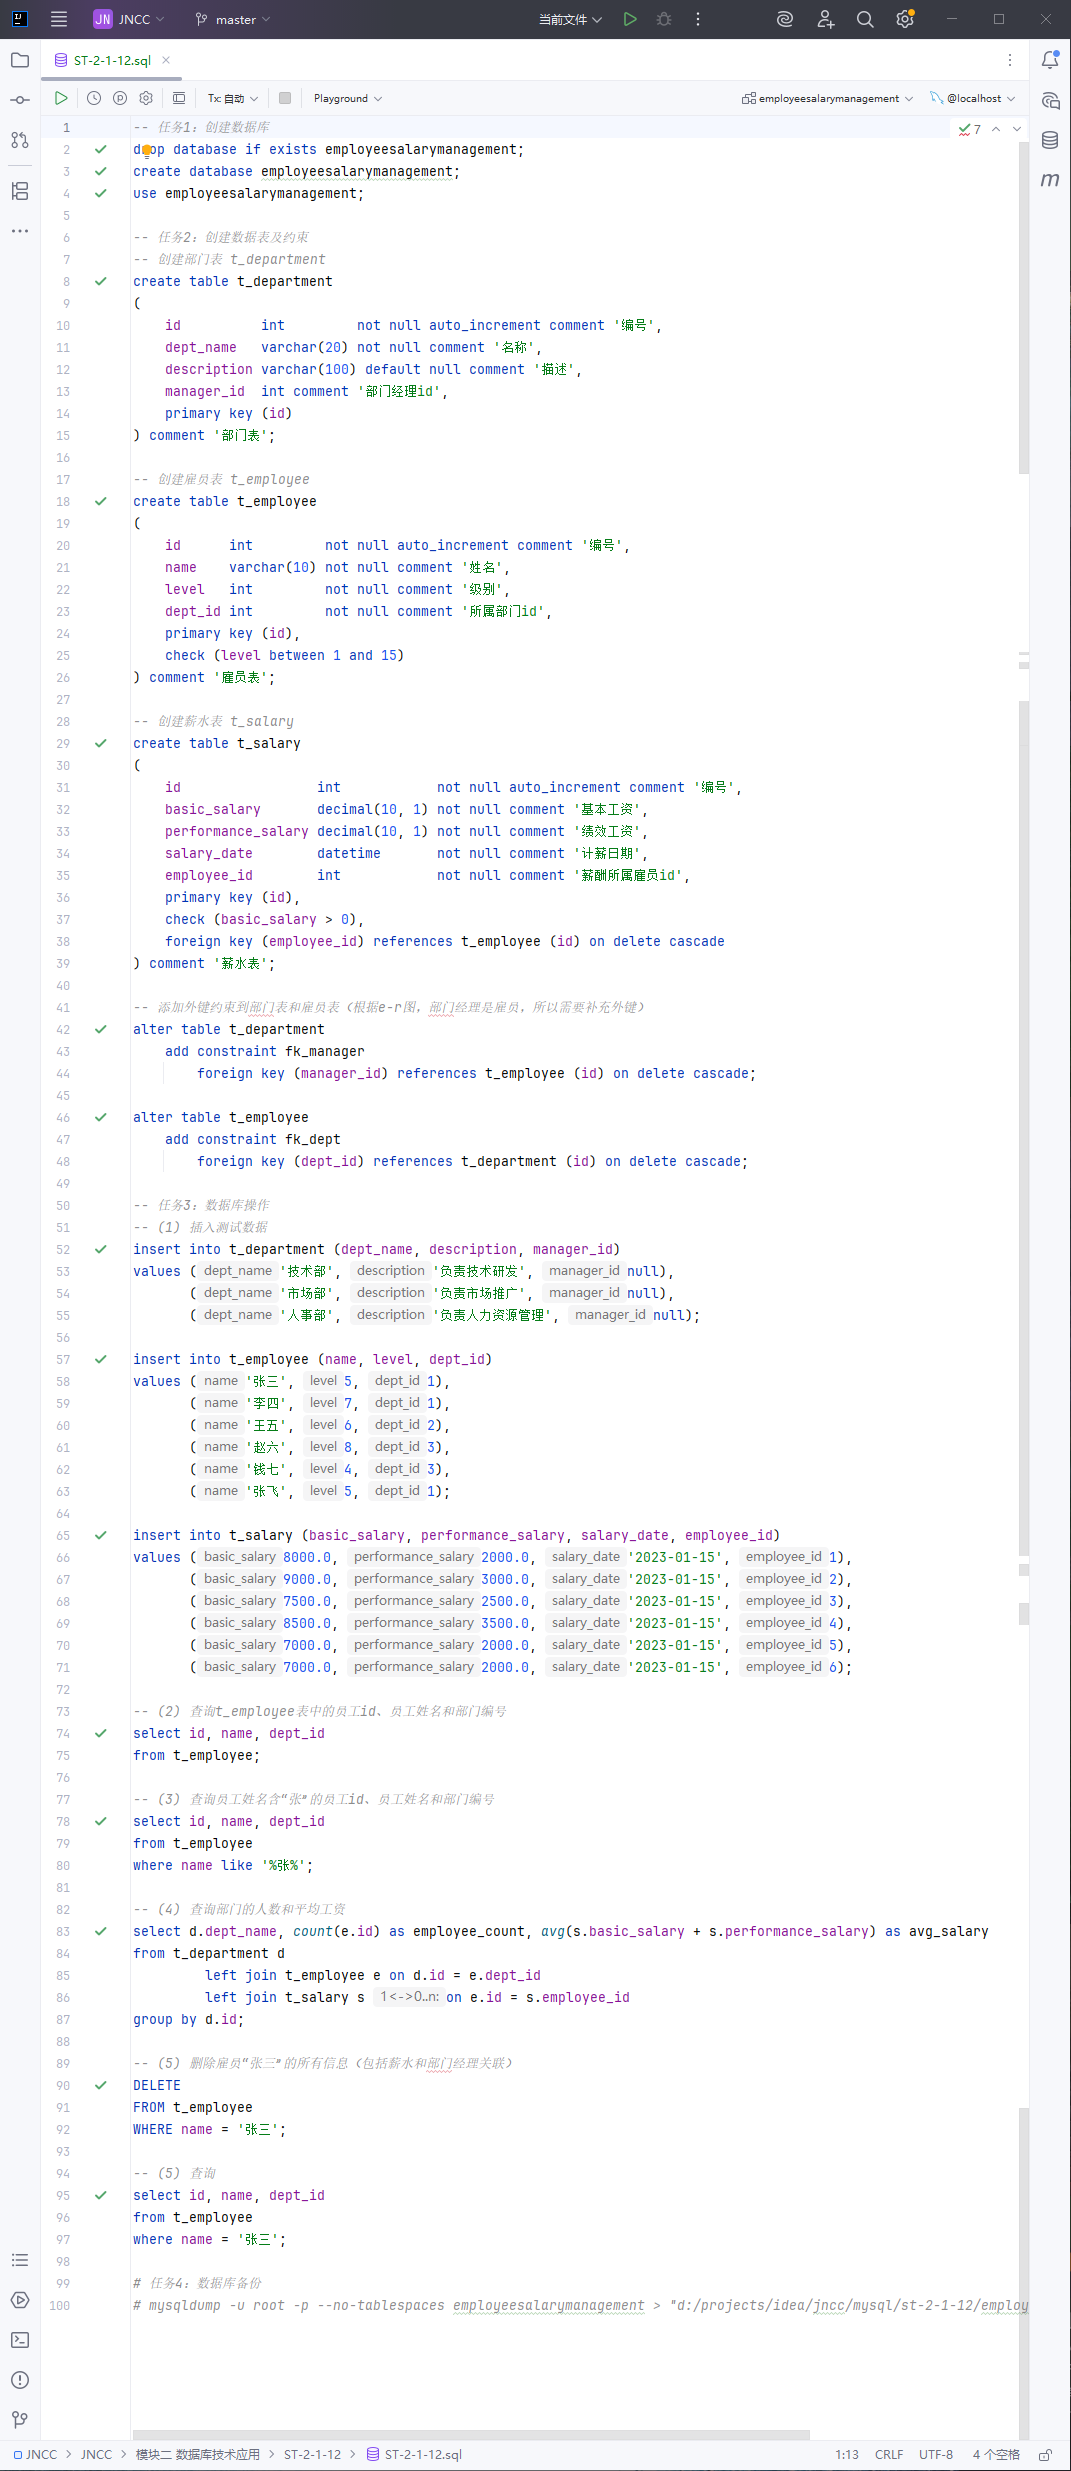 JN JNCC master 当前文件
ST-2-1-12.sql
Tx: 自动 Playground employeesalarymanagement @localhost
1 -- 任务1：创建数据库 7
2 drop database if exists employeesalarymanagement;
3 create database employeesalarymanagement;
4 use employeesalarymanagement;
5
6 -- 任务2：创建数据表及约束
7 -- 创建部门表 t_department
8 create table t_department
9 (
10 id int not null auto_increment comment '编号',
11 dept_name varchar(20) not null comment '名称',
12 description varchar(100) default null comment '描述',
13 manager_id int comment '部门经理id',
14 primary key (id)
15 ) comment '部门表';
16
17 -- 创建雇员表 t_employee
18 create table t_employee
19 (
20 id int not null auto_increment comment '编号',
21 name varchar(10) not null comment '姓名',
22 level int not null comment '级别',
23 dept_id int not null comment '所属部门id',
24 primary key (id),
25 check (level between 1 and 15)
26 ) comment '雇员表';
27
28 -- 创建薪水表 t_salary
29 create table t_salary
30 (
31 id int not null auto_increment comment '编号',
32 basic_salary decimal(10, 1) not null comment '基本工资',
33 performance_salary decimal(10, 1) not null comment '绩效工资',
34 salary_date datetime not null comment '计薪日期',
35 employee_id int not null comment '薪酬所属雇员id',
36 primary key (id),
37 check (basic_salary > 0),
38 foreign key (employee_id) references t_employee (id) on delete cascade
39 ) comment '薪水表';
40
41 -- 添加外键约束到部门表和雇员表（根据e-r图，部门经理是雇员，所以需要补充外键）
42 alter table t_department
43 add constraint fk_manager
44 foreign key (manager_id) references t_employee (id) on delete cascade;
45
46 alter table t_employee
47 add constraint fk_dept
48 foreign key (dept_id) references t_department (id) on delete cascade;
49
50 -- 任务3：数据库操作
51 -- (1) 插入测试数据
52 insert into t_department (dept_name, description, manager_id)
53 values ( dept_name '技术部', description '负责技术研发', manager_id null),
54 ( dept_name '市场部', description '负责市场推广', manager_id null),
55 ( dept_name '人事部', description '负责人力资源管理', manager_id null);
56
57 insert into t_employee (name, level, dept_id)
58 values ( name '张三', level 5, dept_id 1),
59 ( name '李四', level 7, dept_id 1),
60 ( name '王五', level 6, dept_id 2),
61 ( name '赵六', level 8, dept_id 3),
62 ( name '钱七', level 4, dept_id 3),
63 ( name '张飞', level 5, dept_id 1);
64
65 insert into t_salary (basic_salary, performance_salary, salary_date, employee_id)
66 values ( basic_salary 8000.0, performance_salary 2000.0, salary_date '2023-01-15', employee_id 1),
67 ( basic_salary 9000.0, performance_salary 3000.0, salary_date '2023-01-15', employee_id 2),
68 ( basic_salary 7500.0, performance_salary 2500.0, salary_date '2023-01-15', employee_id 3),
69 ( basic_salary 8500.0, performance_salary 3500.0, salary_date '2023-01-15', employee_id 4),
70 ( basic_salary 7000.0, performance_salary 2000.0, salary_date '2023-01-15', employee_id 5),
71 ( basic_salary 7000.0, performance_salary 2000.0, salary_date '2023-01-15', employee_id 6);
72
73 -- (2) 查询t_employee表中的员工id、员工姓名和部门编号
74 select id, name, dept_id
75 from t_employee;
76
77 -- (3) 查询员工姓名含“张”的员工id、员工姓名和部门编号
78 select id, name, dept_id
79 from t_employee
80 where name like '%张%';
81
82 -- (4) 查询部门的人数和平均工资
83 select d.dept_name, count(e.id) as employee_count, avg(s.basic_salary + s.performance_salary) as avg_salary
84 from t_department d
85 left join t_employee e on d.id = e.dept_id
86 left join t_salary s 1<->0..n: on e.id = s.employee_id
87 group by d.id;
88
89 -- (5) 删除雇员“张三”的所有信息（包括薪水和部门经理关联）
90 DELETE
91 FROM t_employee
92 WHERE name = '张三';
93
94 -- (5) 查询
95 select id, name, dept_id
96 from t_employee
97 where name = '张三';
98
99 # 任务4：数据库备份
100 # mysqldump -u root -p --no-tablespaces employeesalarymanagement > "d:/projects/idea/jncc/mysql/st-2-1-12/employ
JNCC > JNCC > 模块二 数据库技术应用 > ST-2-1-12 > ST-2-1-12.sql 1:13 CRLF UTF-8 4 个空格